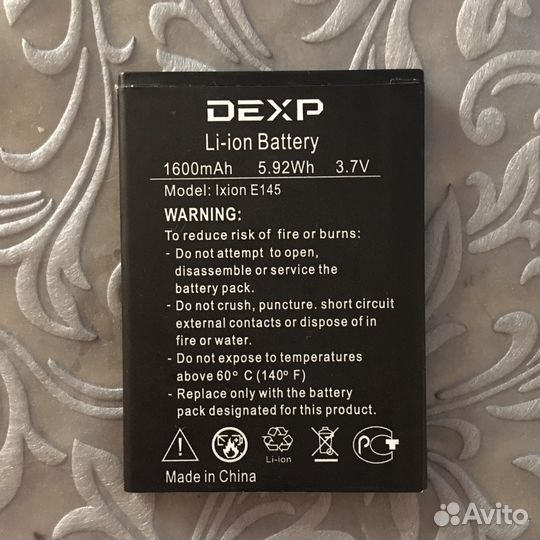 DEXP
Li-ion Battery
1600mAh 5.92Wh 3.7V
Model: Ixion E145
WARNING:
To reduce risk of fire or burns:
- Do not attempt to open,
disassemble or service the
battery pack.
- Do not crush, puncture. short circuit
external contacts or dispose of in
fire or water.
- Do not expose to temperatures
above 60° C (140° F)
- Replace only with the battery
pack designated for this product.
Li-ion
РСТ
Made in China
Avito